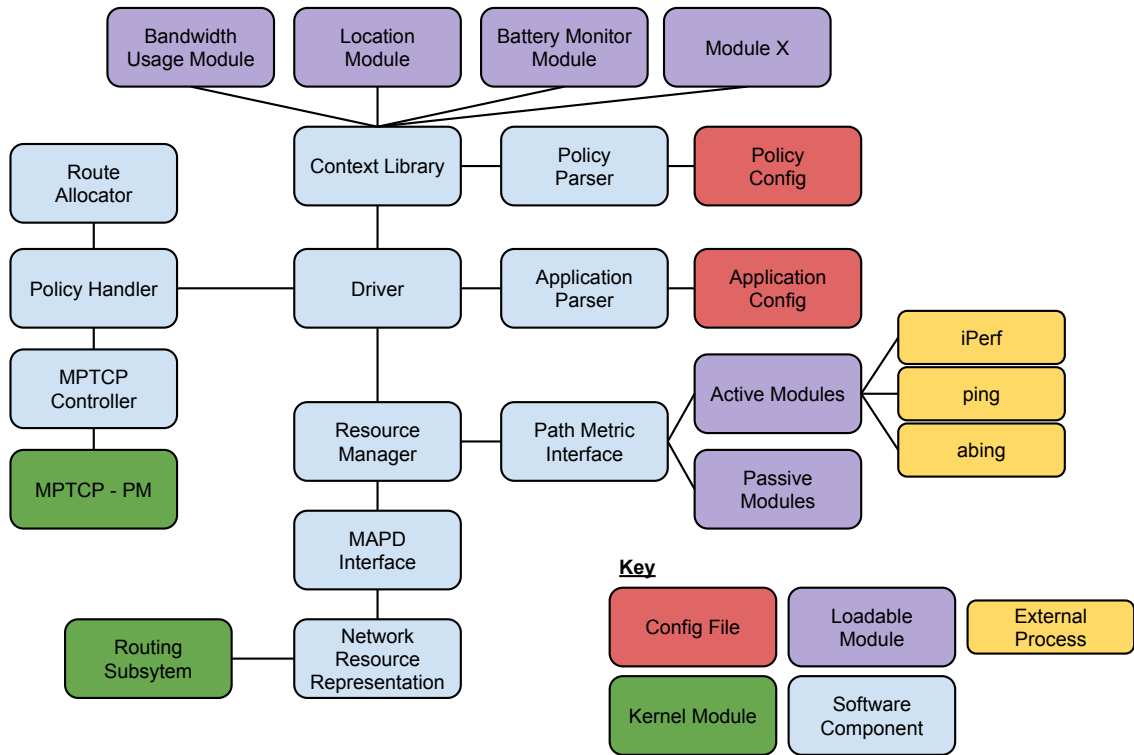 Bandwidth
Usage Module
Location
Module
Battery Monitor
Module
Module X
Route
Allocator
Context Library
Policy
Parser
Policy
Config
Policy Handler
Driver
Application
Parser
Application
Config
MPTCP
Controller
Resource
Manager
Path Metric
Interface
Active Modules
iPerf
ping
abing
MPTCP - PM
Passive
Modules
MAPD
Interface
Routing
Subsytem
Network
Resource
Representation
Key
Config File
Loadable
Module
External
Process
Kernel Module
Software
Component